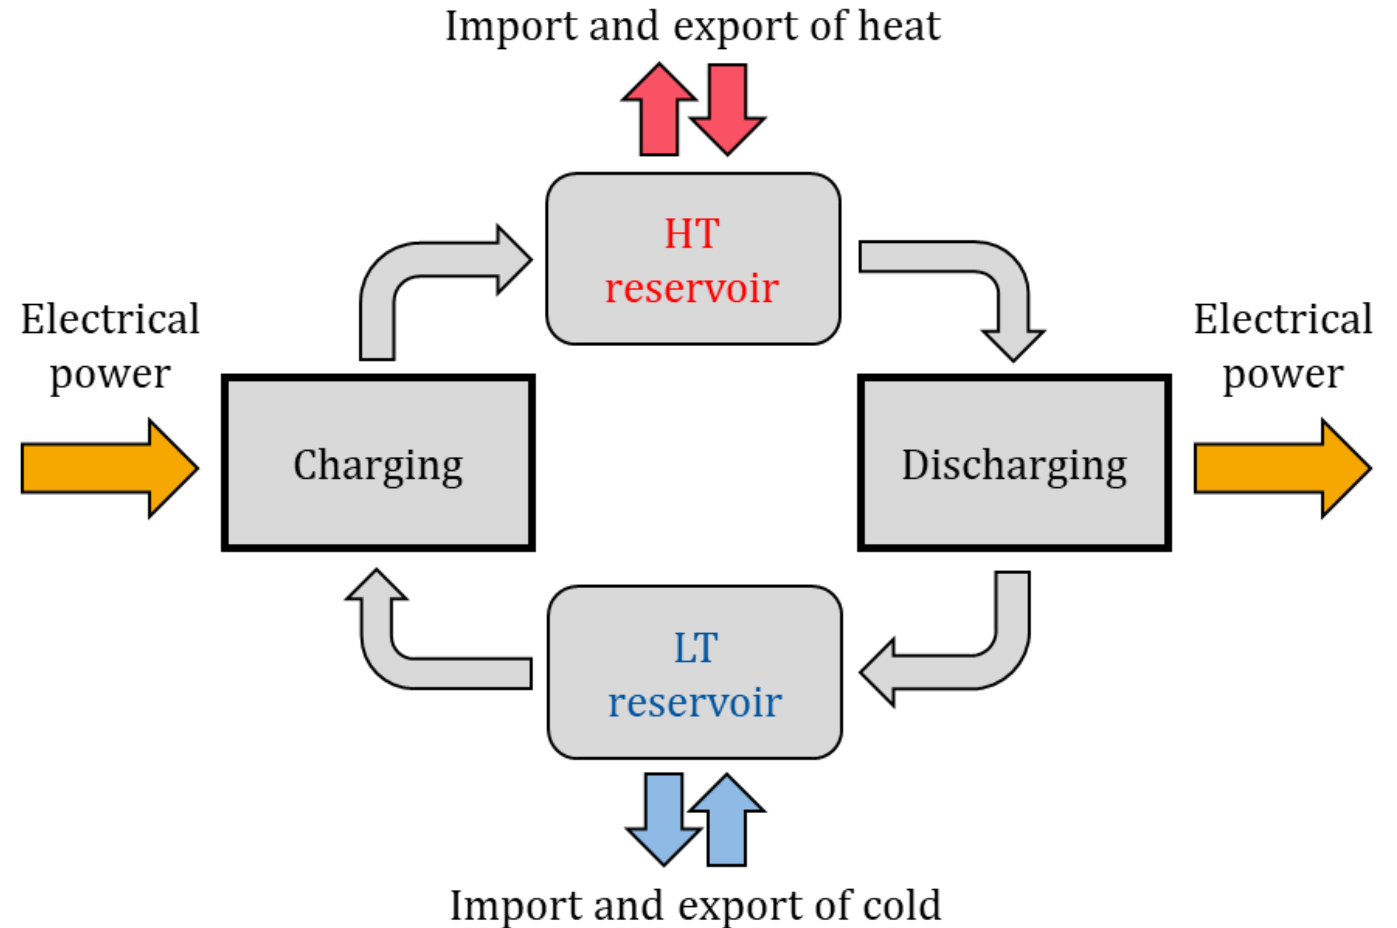 Import and export of heat
HT
reservoir
Electrical
power
Electrical
power
Charging
Discharging
LT
reservoir
Import and export of cold